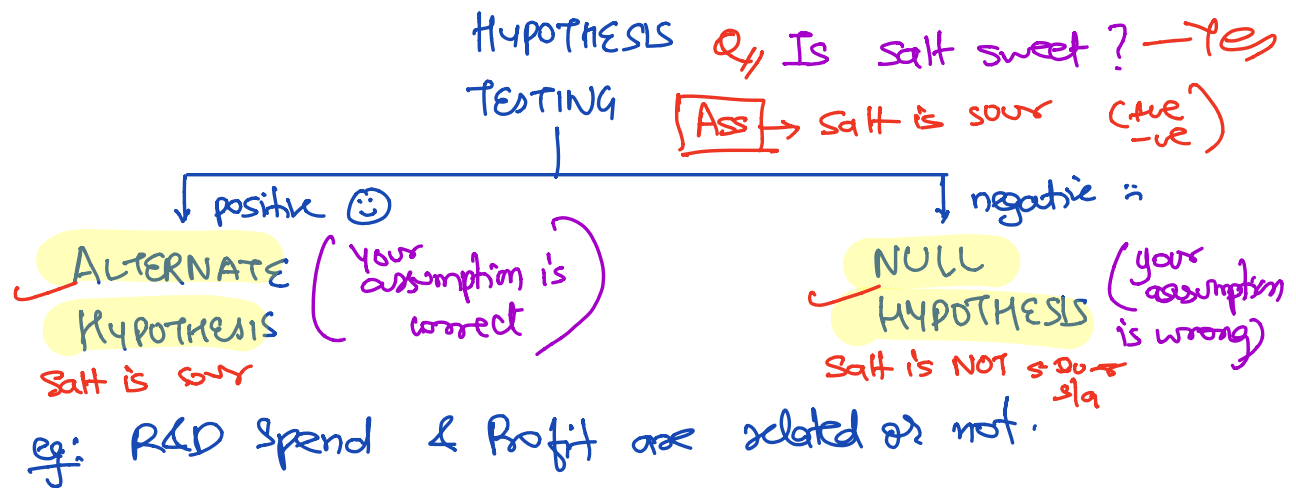 HYPOTHESIS
TESTING
Q, Is salt sweet? — Yes
Ass → salt is sour (+ve
-ve)
positive
ALTERNATE
HYPOTHESIS
(your
assumption is
correct)
salt is sour
negative
NULL
HYPOTHESIS
(your
assumption
is wrong)
salt is NOT sour
eg: R&D Spend & Profit are related or not.